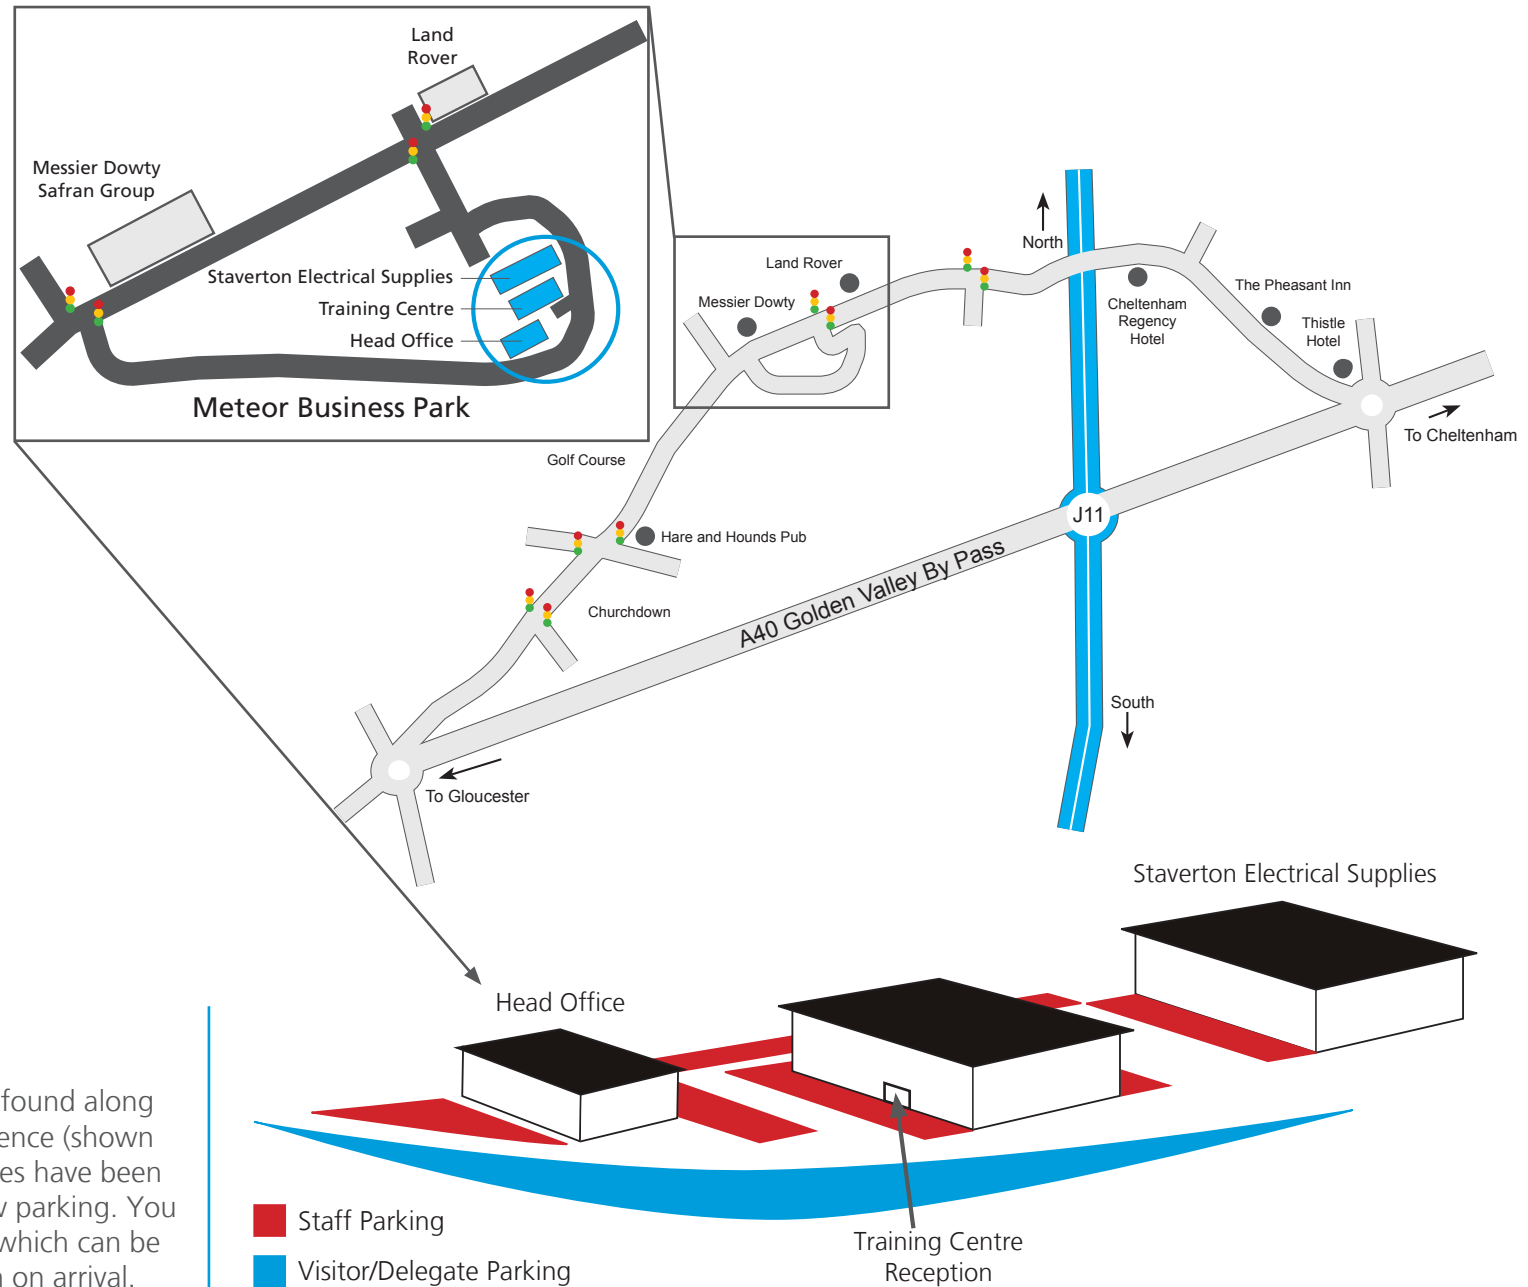 Land
Rover
Messier Dowty
Safran Group
Staverton Electrical Supplies
Training Centre
Head Office
Meteor Business Park
North
Land Rover
Messier Dowty
Cheltenham
Regency
Hotel
The Pheasant Inn
Thistle
Hotel
To Cheltenham
Golf Course
J11
Hare and Hounds Pub
A40 Golden Valley By Pass
Churchdown
South
To Gloucester
Staverton Electrical Supplies
Head Office
found along
ence (shown
es have been
parking. You
which can be
on arrival.
Staff Parking
Visitor/Delegate Parking
Training Centre
Reception